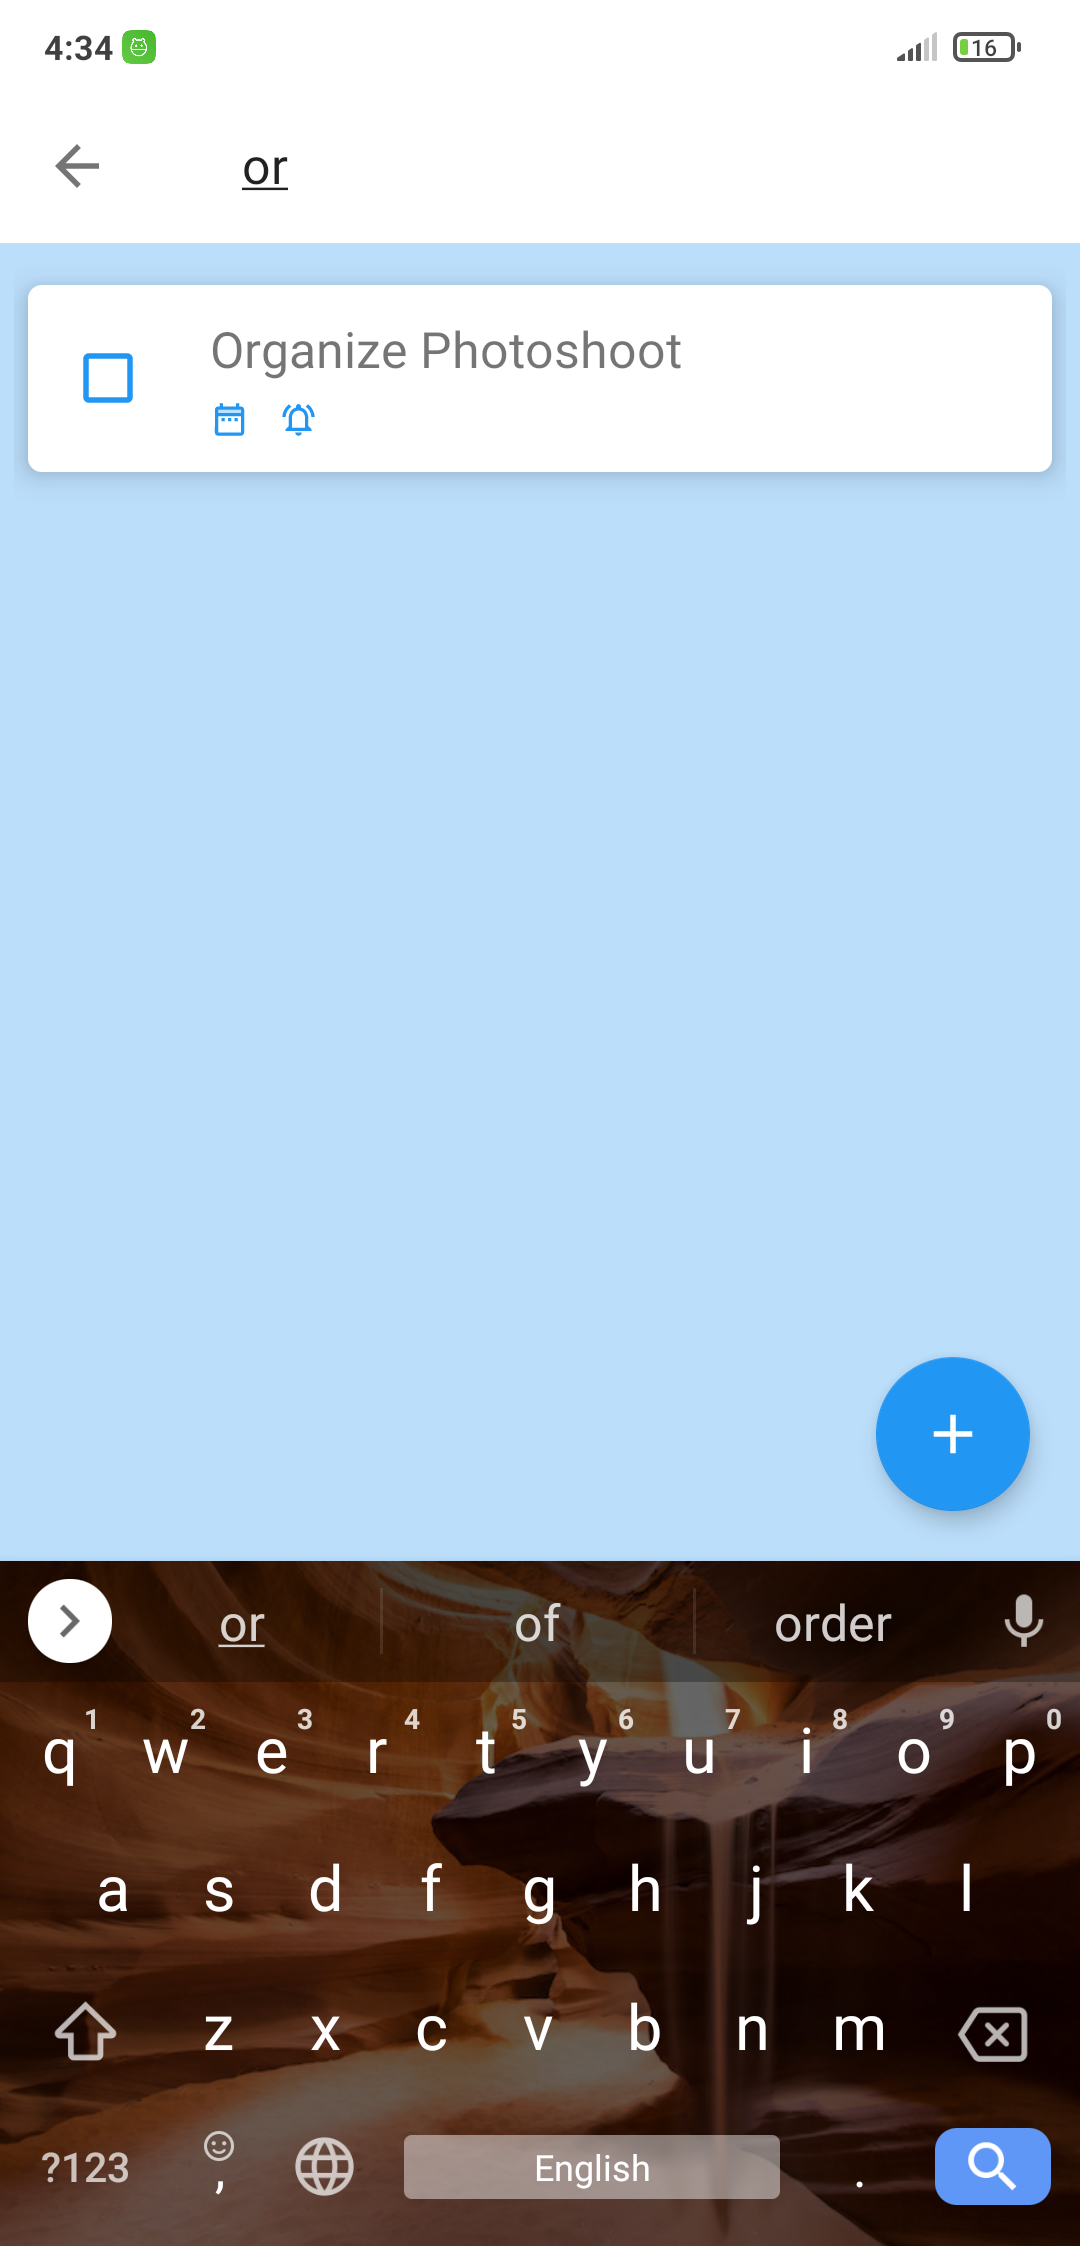 4:34 16
or
Organize Photoshoot
or of order
1 2 3 4 5 6 7 8 9 0
q w e r t y u i o p
a s d f g h j k l
z x c v b n m
?123 , English .